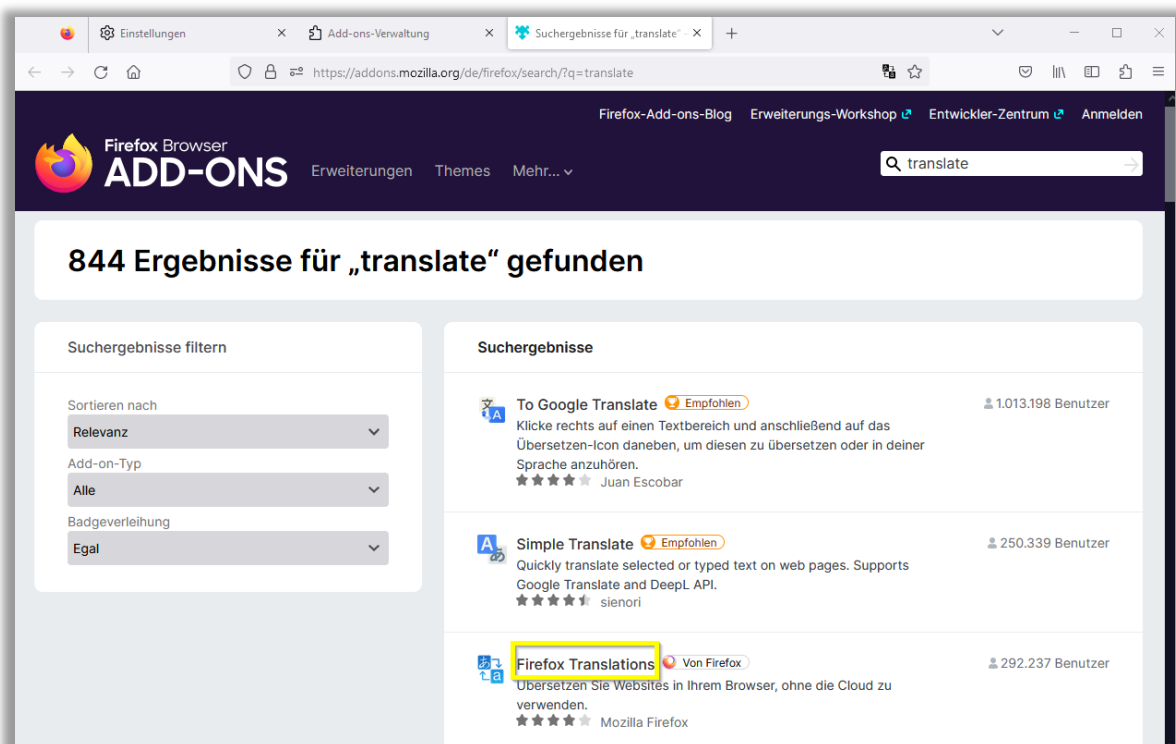 Einstellungen
Add-ons-Verwaltung
Suchergebnisse für „translate“ –
https://addons.mozilla.org/de/firefox/search/?q=translate
Firefox-Add-ons-Blog Erweiterungs-Workshop Entwickler-Zentrum Anmelden
Firefox Browser
ADD-ONS
Erweiterungen Themes Mehr...
translate
844 Ergebnisse für „translate“ gefunden
Suchergebnisse filtern
Sortieren nach
Relevanz
Add-on-Typ
Alle
Badgeverleihung
Egal
Suchergebnisse
To Google Translate Empfohlen
1.013.198 Benutzer
Klicke rechts auf einen Textbereich und anschließend auf das
Übersetzen-Icon daneben, um diesen zu übersetzen oder in deiner
Sprache anzuhören.
Juan Escobar
Simple Translate Empfohlen
250.339 Benutzer
Quickly translate selected or typed text on web pages. Supports
Google Translate and DeepL API.
sienori
Firefox Translations Von Firefox
292.237 Benutzer
Übersetzen Sie Websites in Ihrem Browser, ohne die Cloud zu
verwenden.
Mozilla Firefox